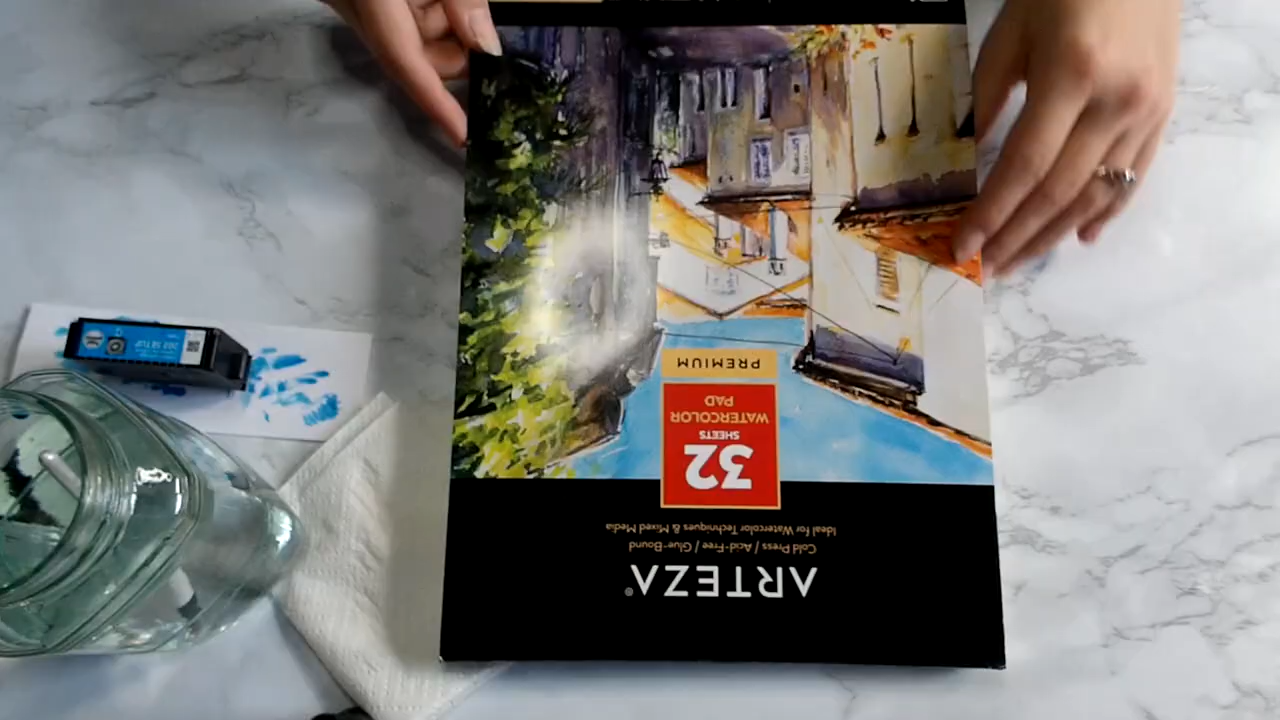 ARTEZA®
Cold Press / Acid-Free / Glue-Bound
Ideal for Watercolor Techniques & Mixed Media
32
SHEETS
WATERCOLOR
PAD
PREMIUM